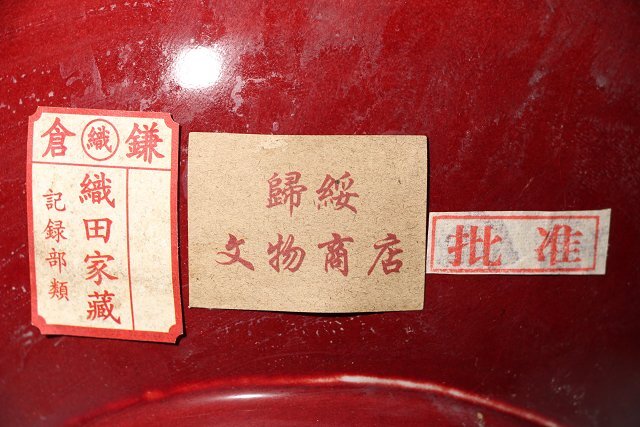 倉 織 鎌
織田家藏
記録部類
歸綏
文物商店
批准